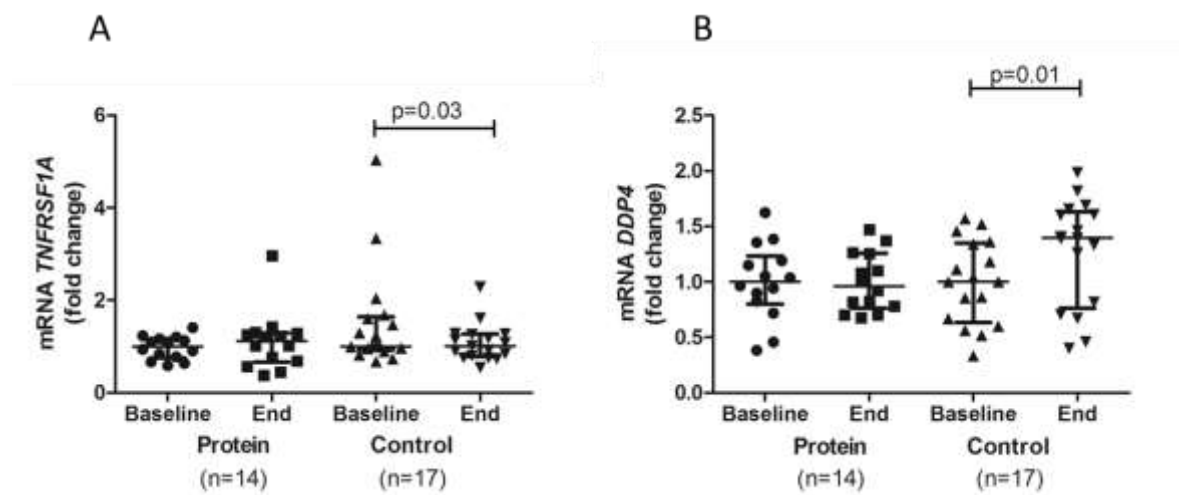 A
mRNA TNFRSF1A
(fold change)
6
4
2
0
p=0.03
Baseline End Baseline End
Protein Control
(n=14) (n=17)
B
mRNA DDP4
(fold change)
2.5
2.0
1.5
1.0
0.5
0.0
p=0.01
Baseline End Baseline End
Protein Control
(n=14) (n=17)